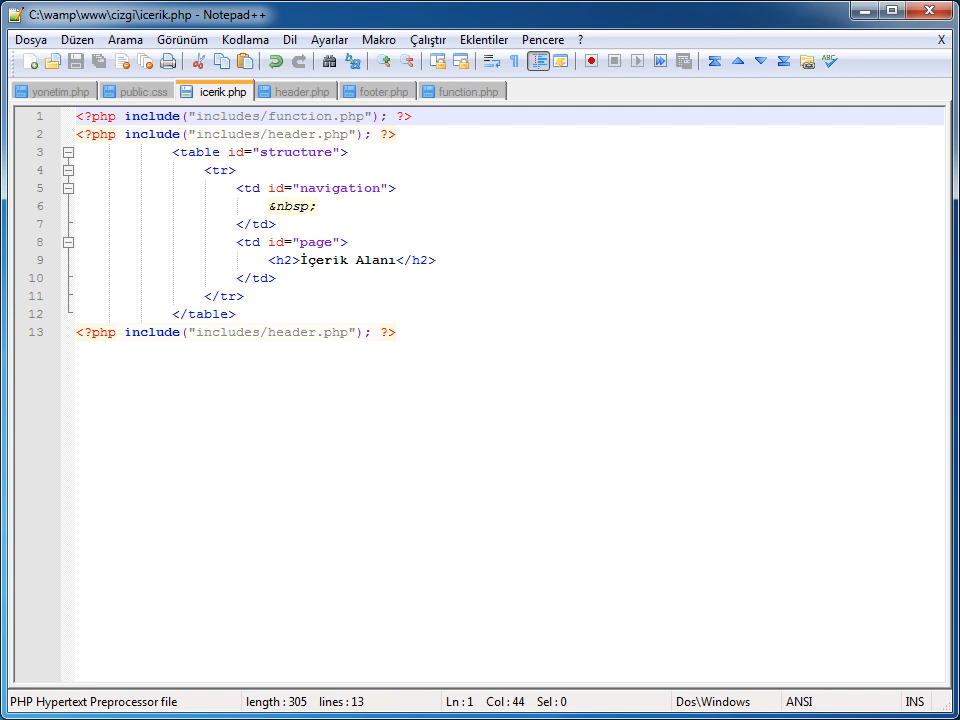 C:\wamp\www\cizgi\icerik.php - Notepad++
Dosya Düzen Arama Görünüm Kodlama Dil Ayarlar Makro Çalıştır Eklentiler Pencere ? X
yonetim.php public.css icerik.php header.php footer.php function.php
1 <?php include("includes/function.php"); ?>
2 <?php include("includes/header.php"); ?>
3 <table id="structure">
4 <tr>
5 <td id="navigation">
6 &nbsp;
7 </td>
8 <td id="page">
9 <h2>İçerik Alanı</h2>
10 </td>
11 </tr>
12 </table>
13 <?php include("includes/header.php"); ?>
PHP Hypertext Preprocessor file length : 305 lines : 13 Ln : 1 Col : 44 Sel : 0 Dos\Windows ANSI INS